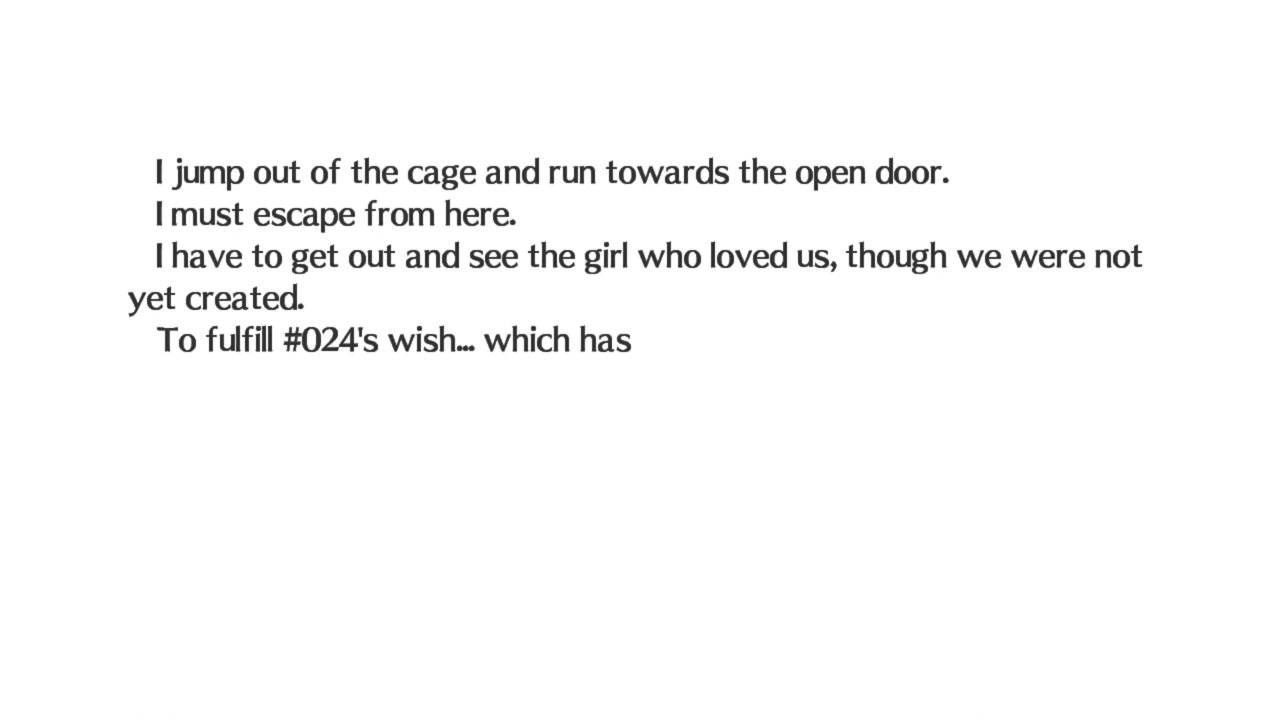 I jump out of the cage and run towards the open door.
I must escape from here.
I have to get out and see the girl who loved us, though we were not
yet created.
To fulfill #024's wish... which has